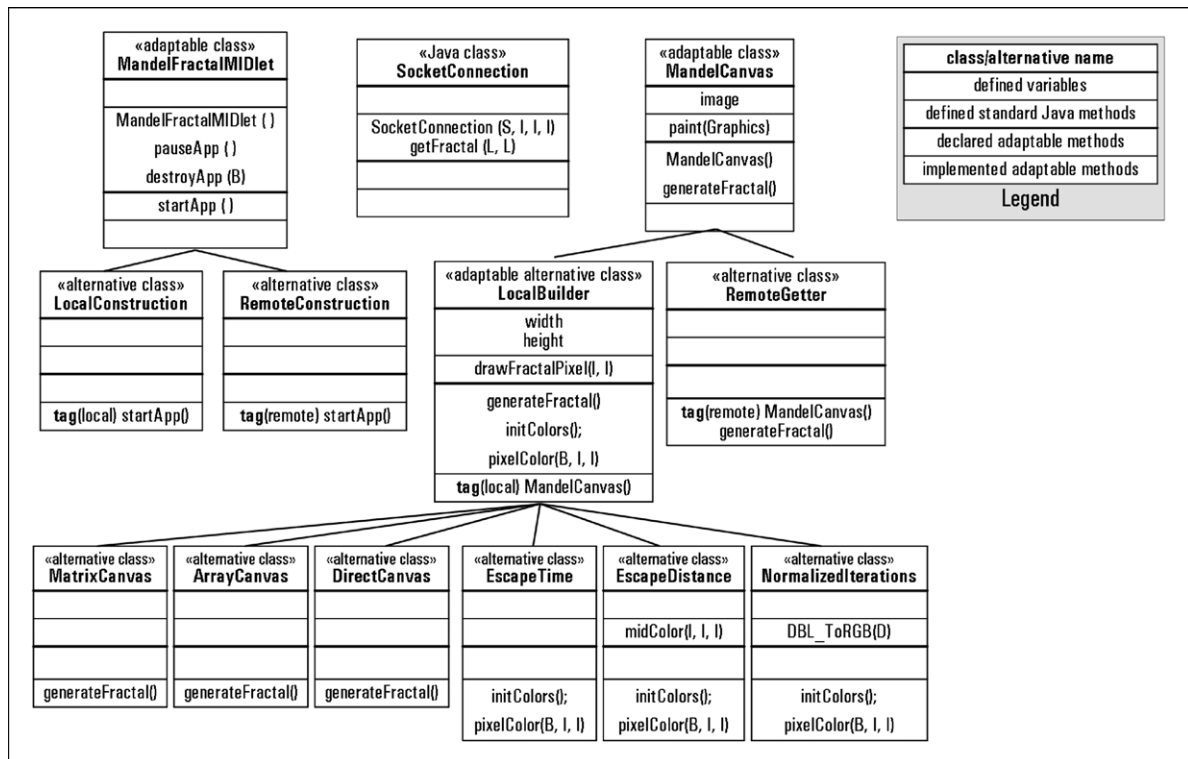 «adaptable class»
MandelFractalMIDlet
MandelFractalMIDlet ( )
pauseApp ( )
destroyApp (B)
startApp ( )
«Java class»
SocketConnection
SocketConnection (S, I, I, I)
getFractal (L, L)
«adaptable class»
MandelCanvas
image
paint(Graphics)
MandelCanvas()
generateFractal()
class/alternative name
defined variables
defined standard Java methods
declared adaptable methods
implemented adaptable methods
Legend
«alternative class»
LocalConstruction
tag(local) startApp()
«alternative class»
RemoteConstruction
tag(remote) startApp()
«adaptable alternative class»
LocalBuilder
width
height
drawFractalPixel(I, I)
generateFractal()
initColors();
pixelColor(B, I, I)
tag(local) MandelCanvas()
«alternative class»
RemoteGetter
tag(remote) MandelCanvas()
generateFractal()
«alternative class»
MatrixCanvas
generateFractal()
«alternative class»
ArrayCanvas
generateFractal()
«alternative class»
DirectCanvas
generateFractal()
«alternative class»
EscapeTime
initColors();
pixelColor(B, I, I)
«alternative class»
EscapeDistance
midColor(I, I, I)
initColors();
pixelColor(B, I, I)
«alternative class»
NormalizedIterations
DBL_ToRGB(D)
initColors();
pixelColor(B, I, I)